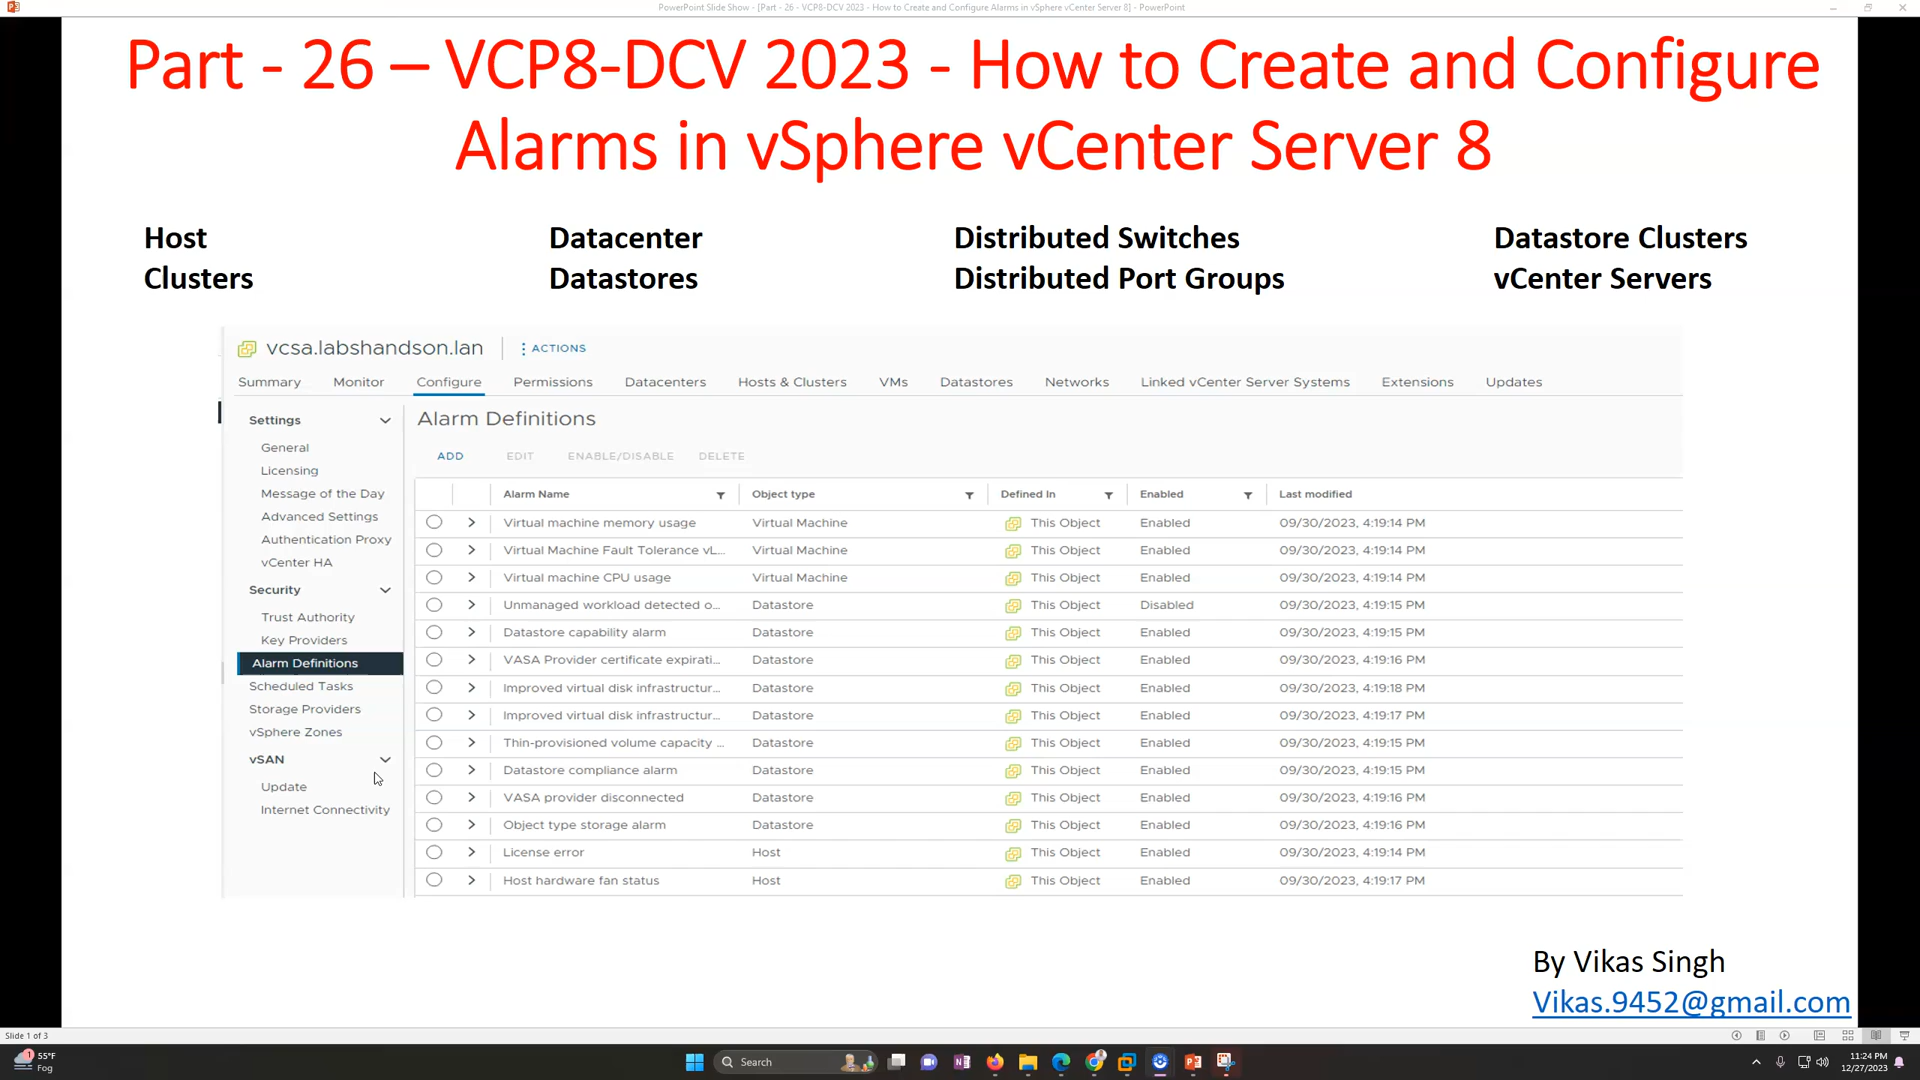 PowerPoint Slide Show - [Part - 26 - VCP8-DCV 2023 - How to Create and Configure Alarms in vSphere vCenter Server 8] - PowerPoint
Part - 26 – VCP8-DCV 2023 - How to Create and Configure
Alarms in vSphere vCenter Server 8
Host Datacenter Distributed Switches Datastore Clusters
Clusters Datastores Distributed Port Groups vCenter Servers
vcsa.labshandson.lan ACTIONS
Summary Monitor Configure Permissions Datacenters Hosts & Clusters VMs Datastores Networks Linked vCenter Server Systems Extensions Updates
Settings
General
Licensing
Message of the Day
Advanced Settings
Authentication Proxy
vCenter HA
Security
Trust Authority
Key Providers
Alarm Definitions
Scheduled Tasks
Storage Providers
vSphere Zones
vSAN
Update
Internet Connectivity
Alarm Definitions
ADD EDIT ENABLE/DISABLE DELETE
Alarm Name Object type Defined In Enabled Last modified
Virtual machine memory usage Virtual Machine This Object Enabled 09/30/2023, 4:19:14 PM
Virtual Machine Fault Tolerance vL... Virtual Machine This Object Enabled 09/30/2023, 4:19:14 PM
Virtual machine CPU usage Virtual Machine This Object Enabled 09/30/2023, 4:19:14 PM
Unmanaged workload detected o... Datastore This Object Disabled 09/30/2023, 4:19:15 PM
Datastore capability alarm Datastore This Object Enabled 09/30/2023, 4:19:15 PM
VASA Provider certificate expirati... Datastore This Object Enabled 09/30/2023, 4:19:16 PM
Improved virtual disk infrastructur... Datastore This Object Enabled 09/30/2023, 4:19:18 PM
Improved virtual disk infrastructur... Datastore This Object Enabled 09/30/2023, 4:19:17 PM
Thin-provisioned volume capacity ... Datastore This Object Enabled 09/30/2023, 4:19:15 PM
Datastore compliance alarm Datastore This Object Enabled 09/30/2023, 4:19:15 PM
VASA provider disconnected Datastore This Object Enabled 09/30/2023, 4:19:16 PM
Object type storage alarm Datastore This Object Enabled 09/30/2023, 4:19:16 PM
License error Host This Object Enabled 09/30/2023, 4:19:14 PM
Host hardware fan status Host This Object Enabled 09/30/2023, 4:19:17 PM
By Vikas Singh
Vikas.9452@gmail.com
Slide 1 of 3
1
55°F
Fog
Search
11:24 PM
12/27/2023